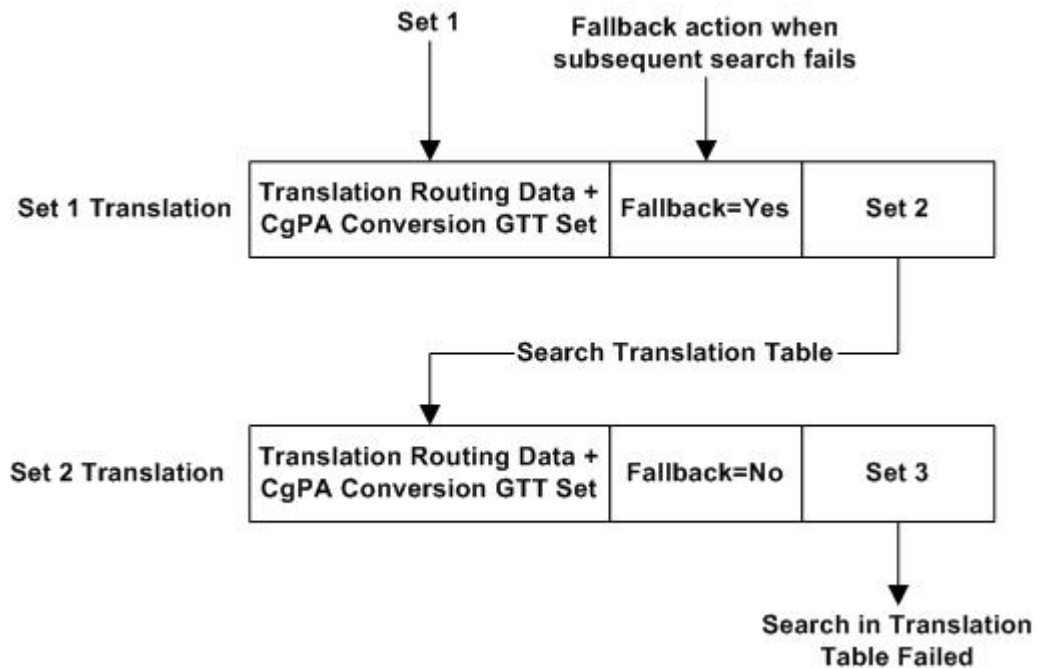 Set 1
Fallback action when
subsequent search fails
Set 1 Translation
Translation Routing Data +
CgPA Conversion GTT Set
Fallback=Yes
Set 2
Search Translation Table
Set 2 Translation
Translation Routing Data +
CgPA Conversion GTT Set
Fallback=No
Set 3
Search in Translation
Table Failed